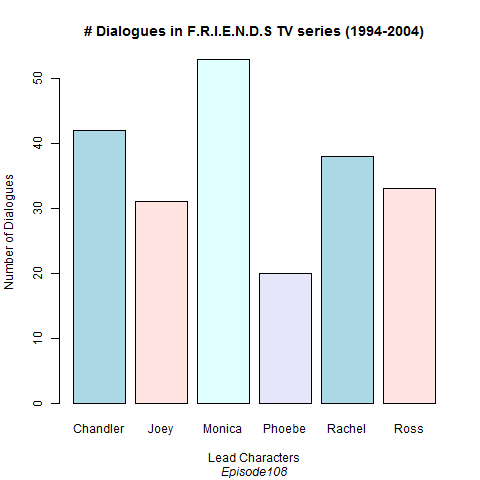 # Dialogues in F.R.I.E.N.D.S TV series (1994-2004)
Number of Dialogues
50
40
30
20
10
0
Chandler Joey Monica Phoebe Rachel Ross
Lead Characters
Episode108